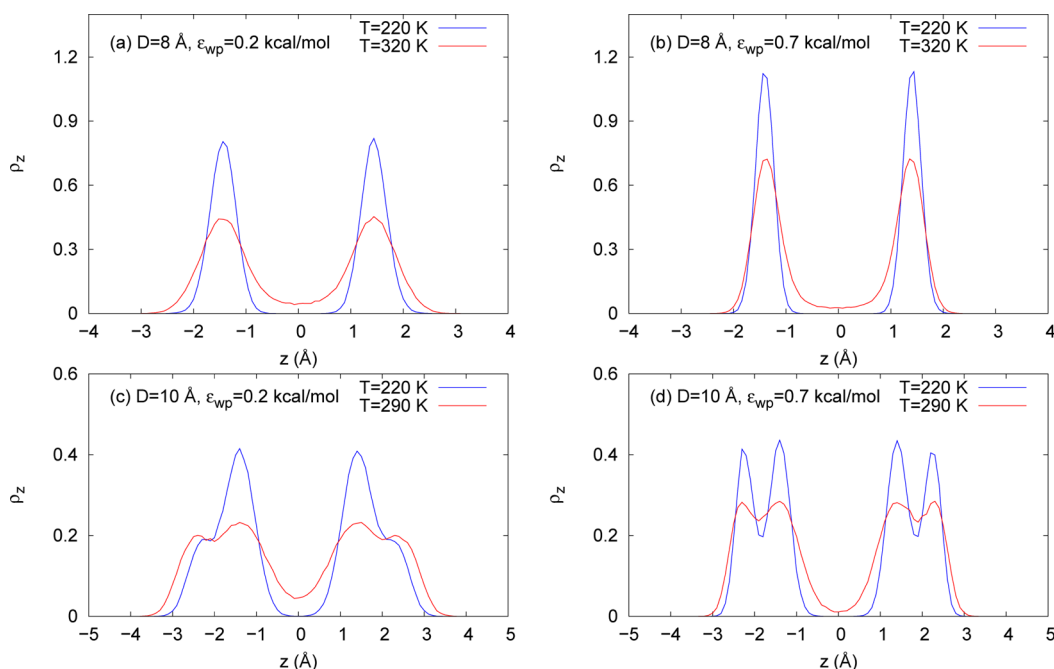 (a) D=8 Å, εwp=0.2 kcal/mol
T=220 K
T=320 K
ρz
1.2
0.9
0.6
0.3
0
−4 −3 −2 −1 0 1 2 3 4
z (Å)
(b) D=8 Å, εwp=0.7 kcal/mol
T=220 K
T=320 K
ρz
1.2
0.9
0.6
0.3
0
−4 −3 −2 −1 0 1 2 3 4
z (Å)
(c) D=10 Å, εwp=0.2 kcal/mol
T=220 K
T=290 K
ρz
0.6
0.4
0.2
0
−5 −4 −3 −2 −1 0 1 2 3 4 5
z (Å)
(d) D=10 Å, εwp=0.7 kcal/mol
T=220 K
T=290 K
ρz
0.6
0.4
0.2
0
−5 −4 −3 −2 −1 0 1 2 3 4 5
z (Å)